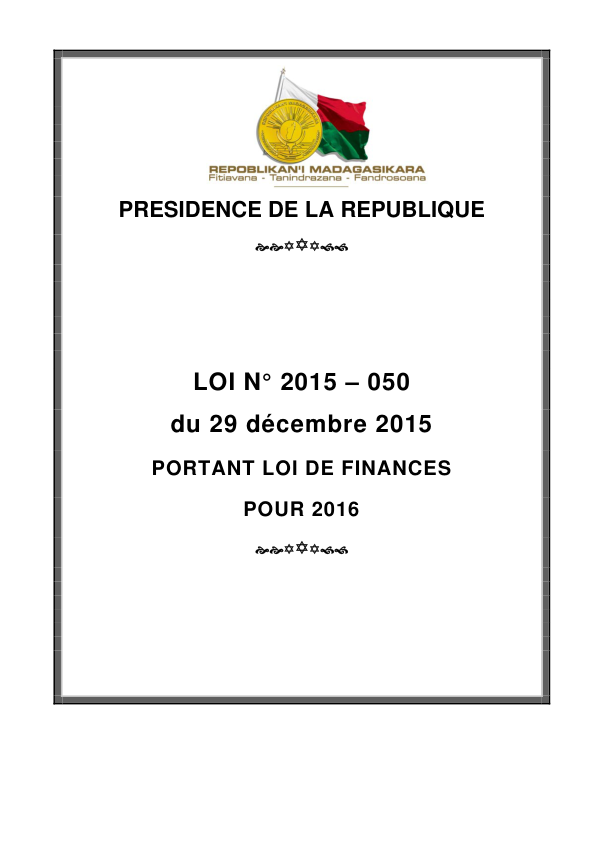 REPOBLIKAN'I MADAGASIKARA
Fitiavana - Tanindrazana - Fandrosoana
PRESIDENCE DE LA REPUBLIQUE
LOI N° 2015 – 050
du 29 décembre 2015
PORTANT LOI DE FINANCES
POUR 2016